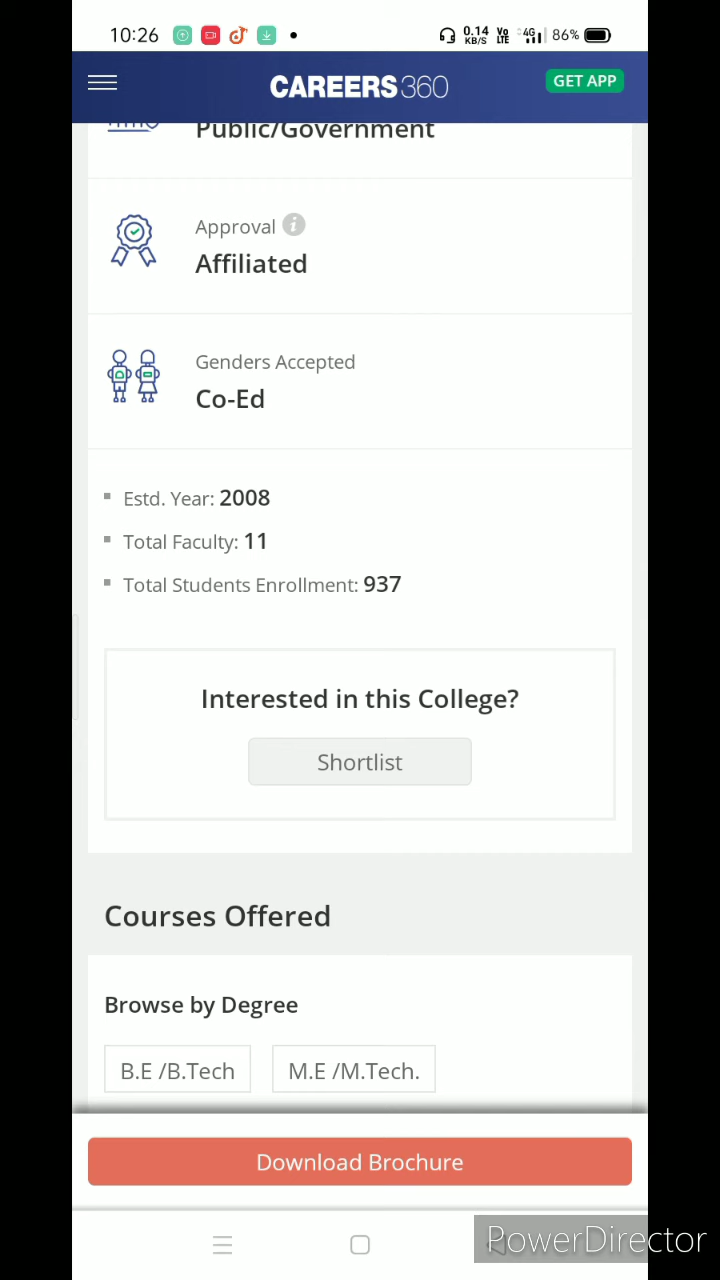 10:26 0.14 KB/S Vo LTE 4G 86%
CAREERS360 GET APP
Public/Government
Approval i
Affiliated
Genders Accepted
Co-Ed
Estd. Year: 2008
Total Faculty: 11
Total Students Enrollment: 937
Interested in this College?
Shortlist
Courses Offered
Browse by Degree
B.E /B.Tech M.E /M.Tech.
Download Brochure
PowerDirector